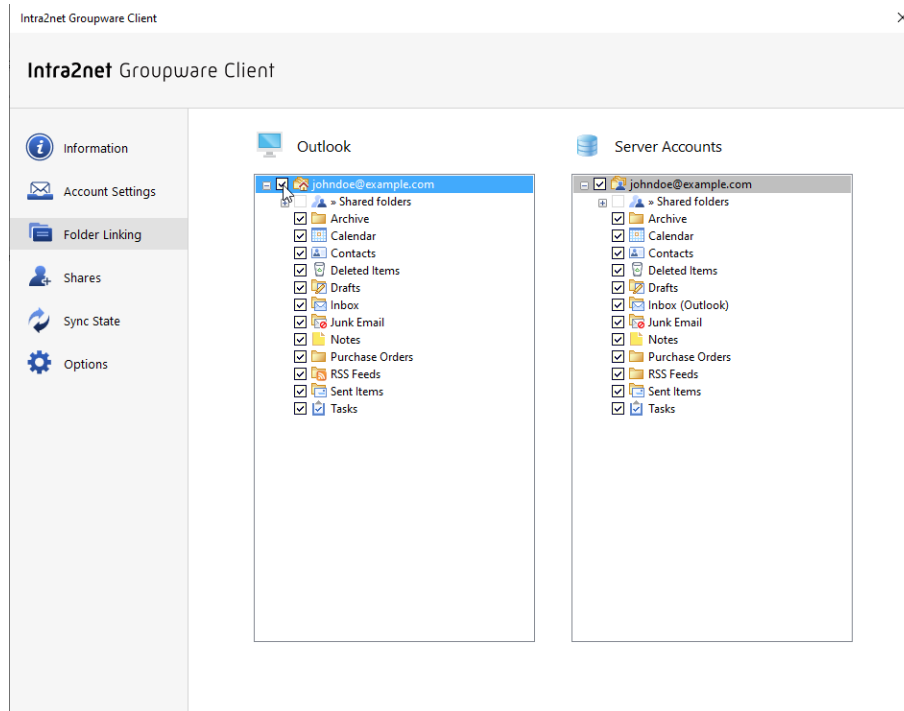 Intra2net Groupware Client
Intra2net Groupware Client
Information
Account Settings
Folder Linking
Shares
Sync State
Options
Outlook
johndoe@example.com
» Shared folders
Archive
Calendar
Contacts
Deleted Items
Drafts
Inbox
Junk Email
Notes
Purchase Orders
RSS Feeds
Sent Items
Tasks
Server Accounts
johndoe@example.com
» Shared folders
Archive
Calendar
Contacts
Deleted Items
Drafts
Inbox (Outlook)
Junk Email
Notes
Purchase Orders
RSS Feeds
Sent Items
Tasks